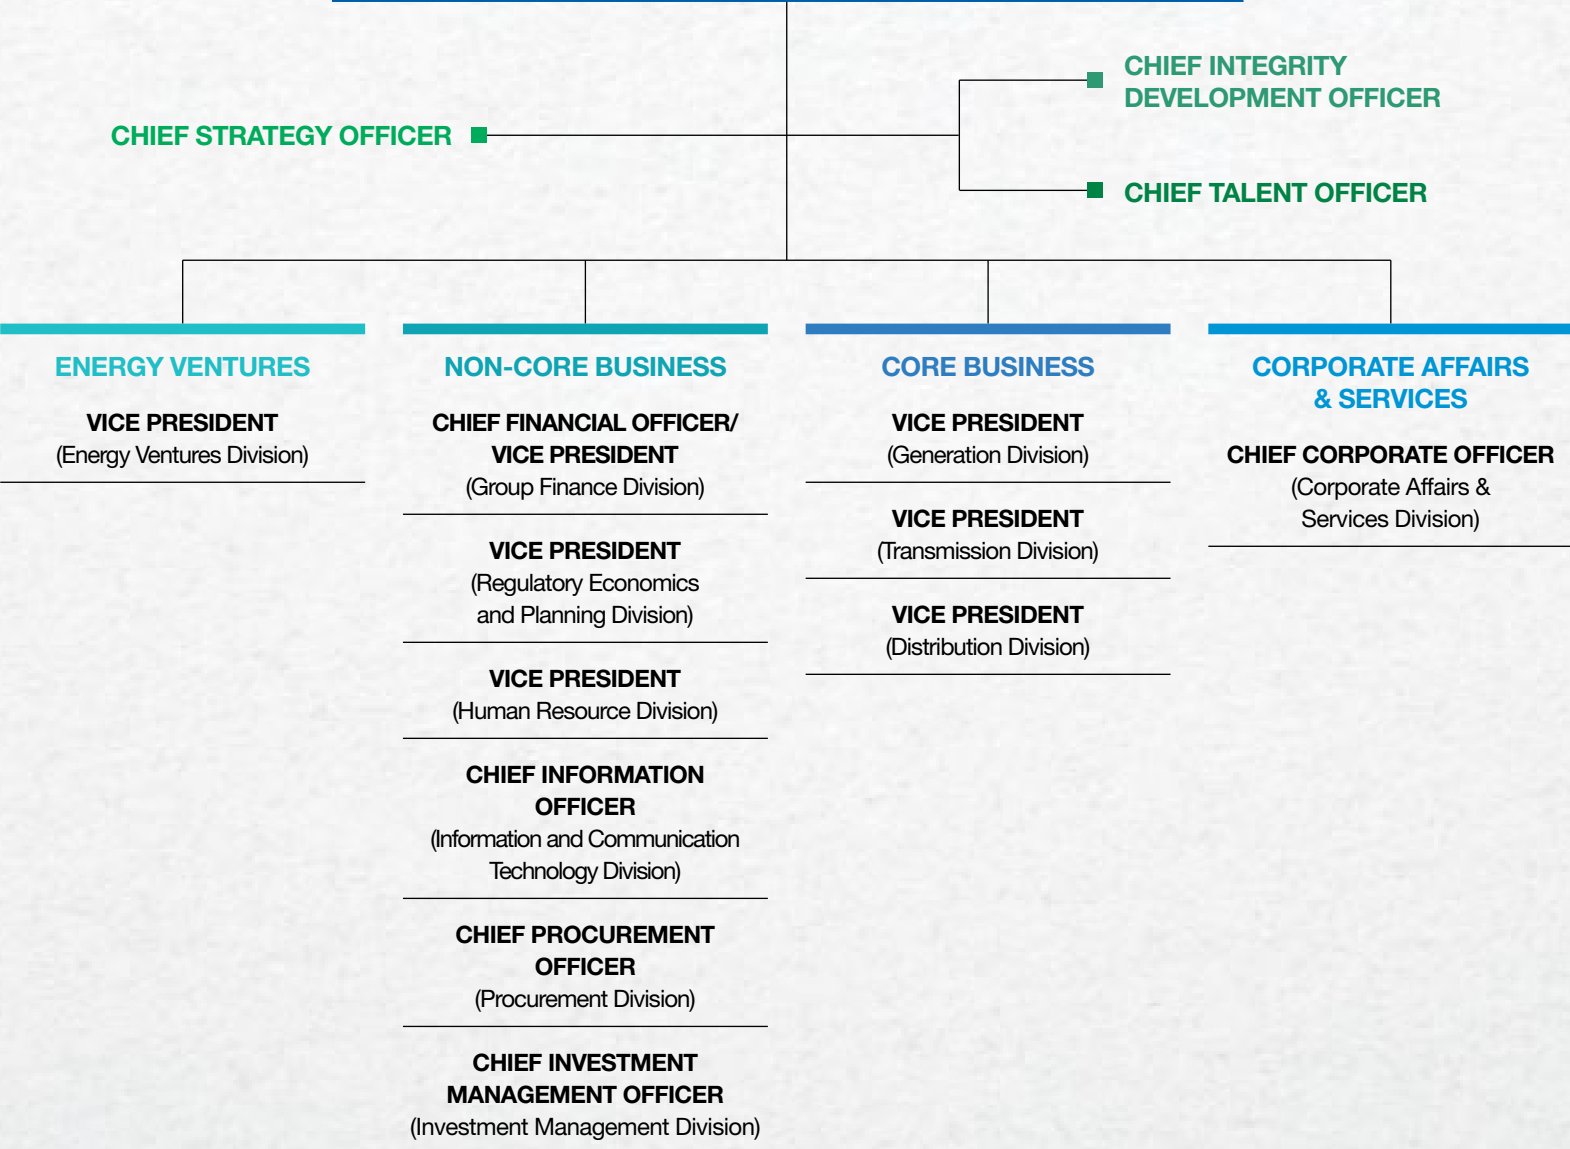 CHIEF INTEGRITY
DEVELOPMENT OFFICER
CHIEF STRATEGY OFFICER
CHIEF TALENT OFFICER
ENERGY VENTURES
VICE PRESIDENT
(Energy Ventures Division)
NON-CORE BUSINESS
CHIEF FINANCIAL OFFICER/
VICE PRESIDENT
(Group Finance Division)
VICE PRESIDENT
(Regulatory Economics
and Planning Division)
VICE PRESIDENT
(Human Resource Division)
CHIEF INFORMATION
OFFICER
(Information and Communication
Technology Division)
CHIEF PROCUREMENT
OFFICER
(Procurement Division)
CHIEF INVESTMENT
MANAGEMENT OFFICER
(Investment Management Division)
CORE BUSINESS
VICE PRESIDENT
(Generation Division)
VICE PRESIDENT
(Transmission Division)
VICE PRESIDENT
(Distribution Division)
CORPORATE AFFAIRS
& SERVICES
CHIEF CORPORATE OFFICER
(Corporate Affairs &
Services Division)